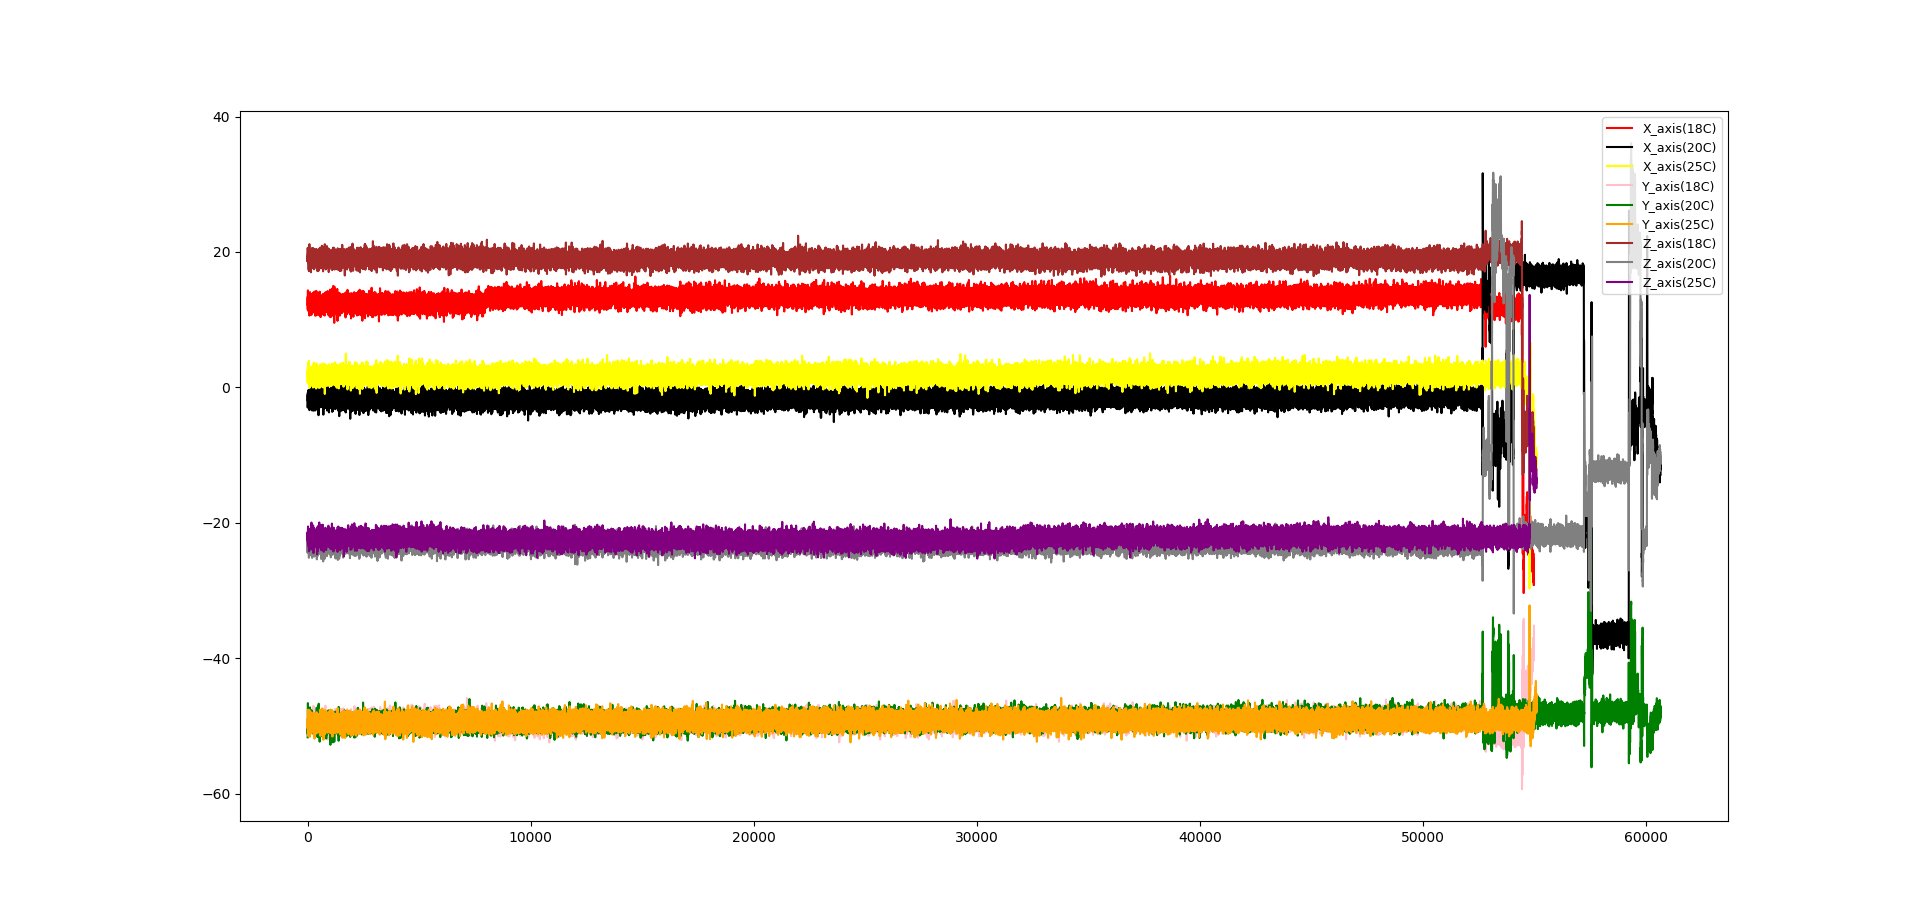 40
20
0
−20
−40
−60
0 10000 20000 30000 40000 50000 60000
X_axis(18C)
X_axis(20C)
X_axis(25C)
Y_axis(18C)
Y_axis(20C)
Y_axis(25C)
Z_axis(18C)
Z_axis(20C)
Z_axis(25C)